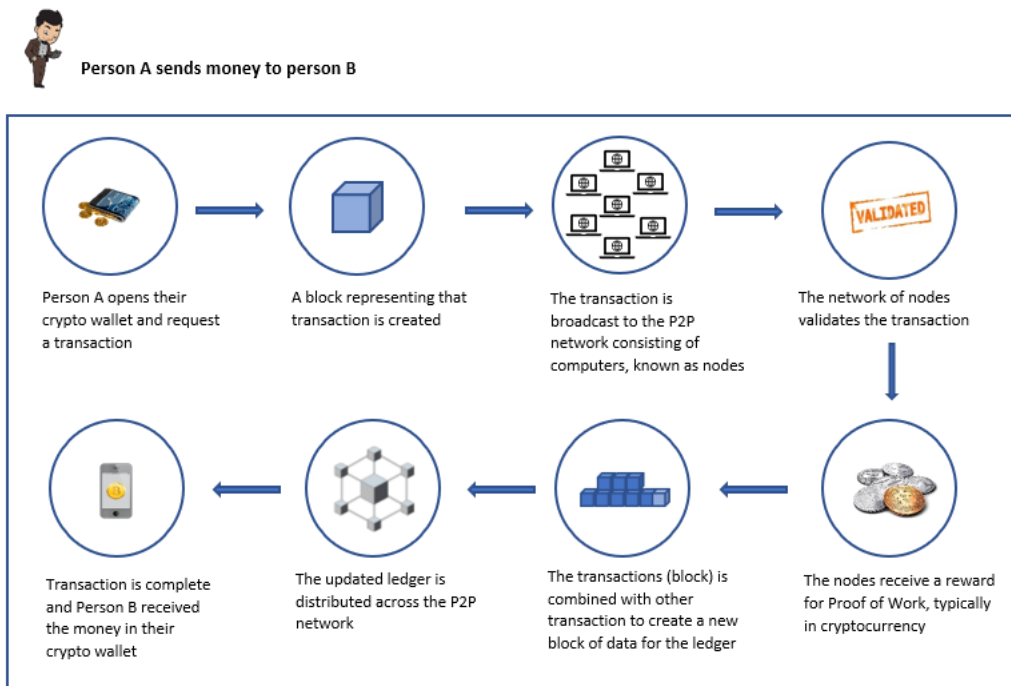 Person A sends money to person B
VALIDATED
Person A opens their
crypto wallet and request
a transaction
A block representing that
transaction is created
The transaction is
broadcast to the P2P
network consisting of
computers, known as nodes
The network of nodes
validates the transaction
Transaction is complete
and Person B received
the money in their
crypto wallet
The updated ledger is
distributed across the P2P
network
The transactions (block) is
combined with other
transaction to create a new
block of data for the ledger
The nodes receive a reward
for Proof of Work, typically
in cryptocurrency